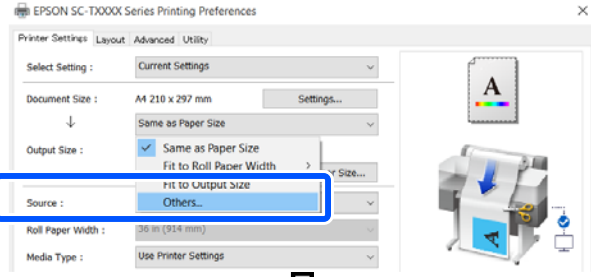 EPSON SC-TXXXX Series Printing Preferences
Printer Settings Layout Advanced Utility
Select Setting : Current Settings
Document Size : A4 210 x 297 mm Settings...
Same as Paper Size
Same as Paper Size
Output Size :
Fit to Roll Paper Width
r Size...
Fit to Output Size
Source : Others...
Roll Paper Width : 36 in (914 mm)
Media Type : Use Printer Settings
A
A